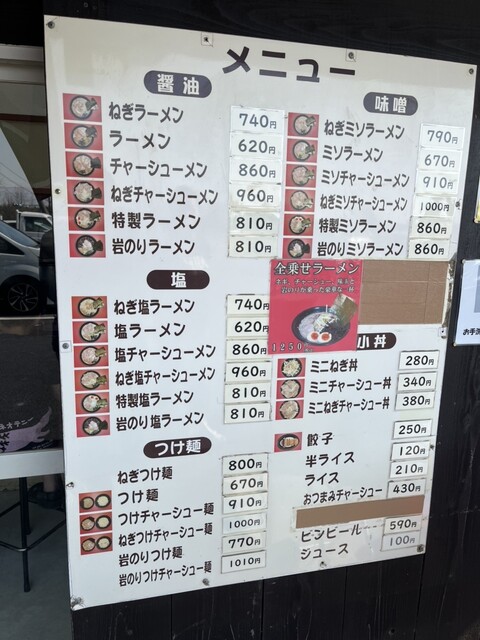 メニュー
醤油
ねぎラーメン 740円
ラーメン 620円
チャーシューメン 860円
ねぎチャーシューメン 960円
特製ラーメン 810円
岩のりラーメン 810円
塩
ねぎ塩ラーメン 740円
塩ラーメン 620円
塩チャーシューメン 860円
ねぎ塩チャーシューメン 960円
特製塩ラーメン 810円
岩のり塩ラーメン 810円
つけ麺
ねぎつけ麺 800円
つけ麺 670円
つけチャーシュー麺 910円
ねぎつけチャーシュー麺 1000円
岩のりつけ麺 770円
岩のりつけチャーシュー麺 1010円
味噌
ねぎミソラーメン 790円
ミソラーメン 670円
ミソチャーシューメン 910円
ねぎミソチャーシューメン 1000円
特製ミソラーメン 860円
岩のりミソラーメン 860円
全乗せラーメン
岩のりが乗った豪華な一杯
1250
小丼
ミニねぎ丼 280円
ミニチャーシュー丼 340円
ミニねぎチャーシュー丼 380円
餃子 250円
半ライス 120円
ライス 210円
おつまみチャーシュー 430円
ビンビール 590円
ジュース 100円